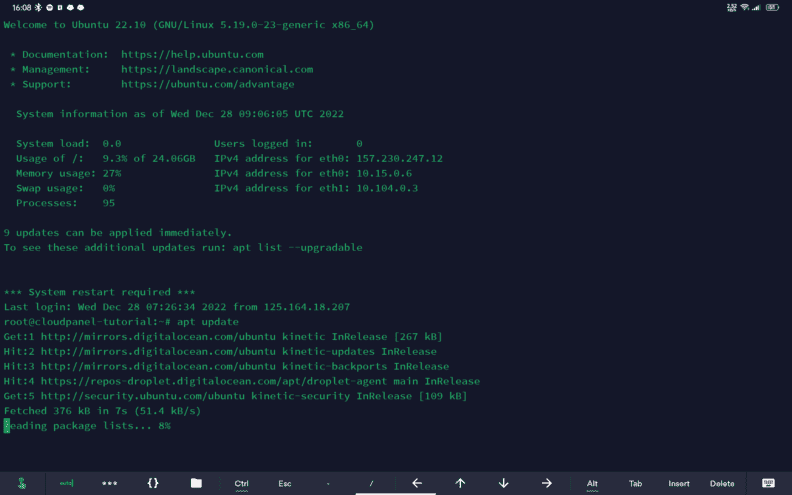 16:08
Welcome to Ubuntu 22.10 (GNU/Linux 5.19.0-23-generic x86_64)
* Documentation: https://help.ubuntu.com
* Management: https://landscape.canonical.com
* Support: https://ubuntu.com/advantage
System information as of Wed Dec 28 09:06:05 UTC 2022
System load: 0.0 Users logged in: 0
Usage of /: 9.3% of 24.06GB IPv4 address for eth0: 157.230.247.12
Memory usage: 27% IPv4 address for eth0: 10.15.0.6
Swap usage: 0% IPv4 address for eth1: 10.104.0.3
Processes: 95
9 updates can be applied immediately.
To see these additional updates run: apt list --upgradable
*** System restart required ***
Last login: Wed Dec 28 07:26:34 2022 from 125.164.18.207
root@cloudpanel-tutorial:~# apt update
Get:1 http://mirrors.digitalocean.com/ubuntu kinetic InRelease [267 kB]
Hit:2 http://mirrors.digitalocean.com/ubuntu kinetic-updates InRelease
Hit:3 http://mirrors.digitalocean.com/ubuntu kinetic-backports InRelease
Hit:4 https://repos-droplet.digitalocean.com/apt/droplet-agent main InRelease
Get:5 http://security.ubuntu.com/ubuntu kinetic-security InRelease [109 kB]
Fetched 376 kB in 7s (51.4 kB/s)
Reading package lists... 8%
auto *** {} Ctrl Esc - / Alt Tab Insert Delete